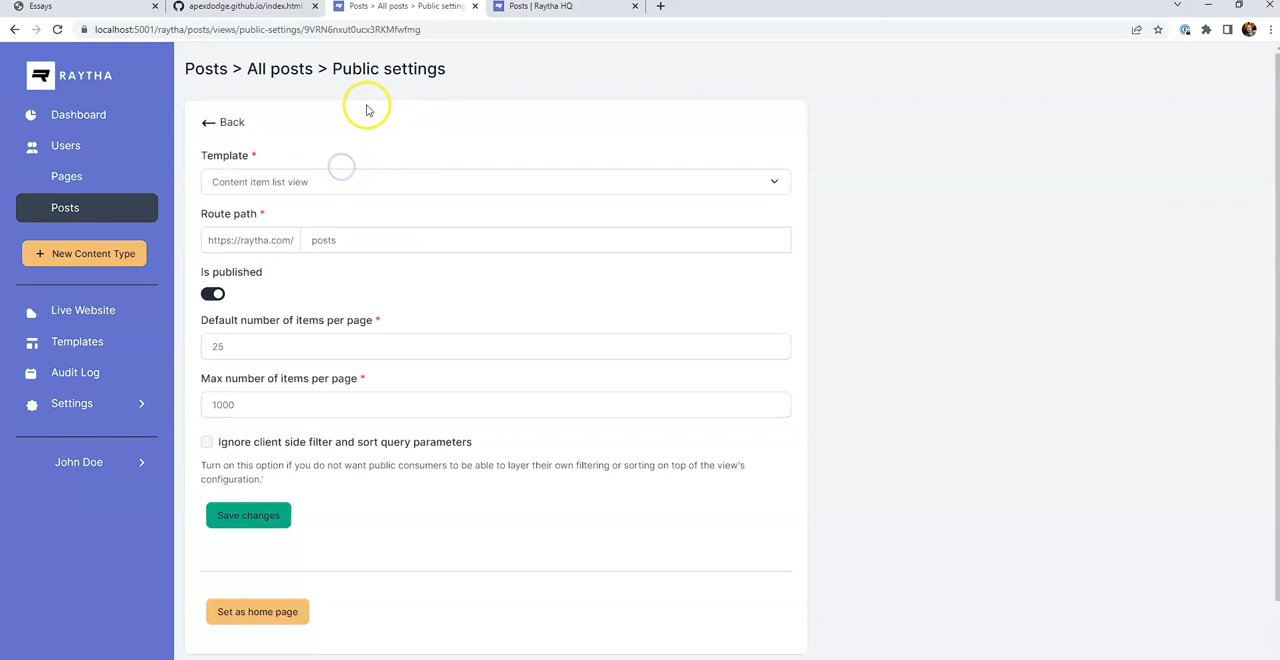 Essays
apexdodge.github.io/index.html
Posts > All posts > Public setting
Posts | Raytha HQ
localhost:5001/raytha/posts/views/public-settings/9VRN6nxut0ucx3RKMfwfmg
RAYTHA
Dashboard
Users
Pages
Posts
+ New Content Type
Live Website
Templates
Audit Log
Settings
John Doe
Posts > All posts > Public settings
← Back
Template *
Content item list view
Route path *
https://raytha.com/ posts
Is published
Default number of items per page *
25
Max number of items per page *
1000
Ignore client side filter and sort query parameters
Turn on this option if you do not want public consumers to be able to layer their own filtering or sorting on top of the view's
configuration.'
Save changes
Set as home page